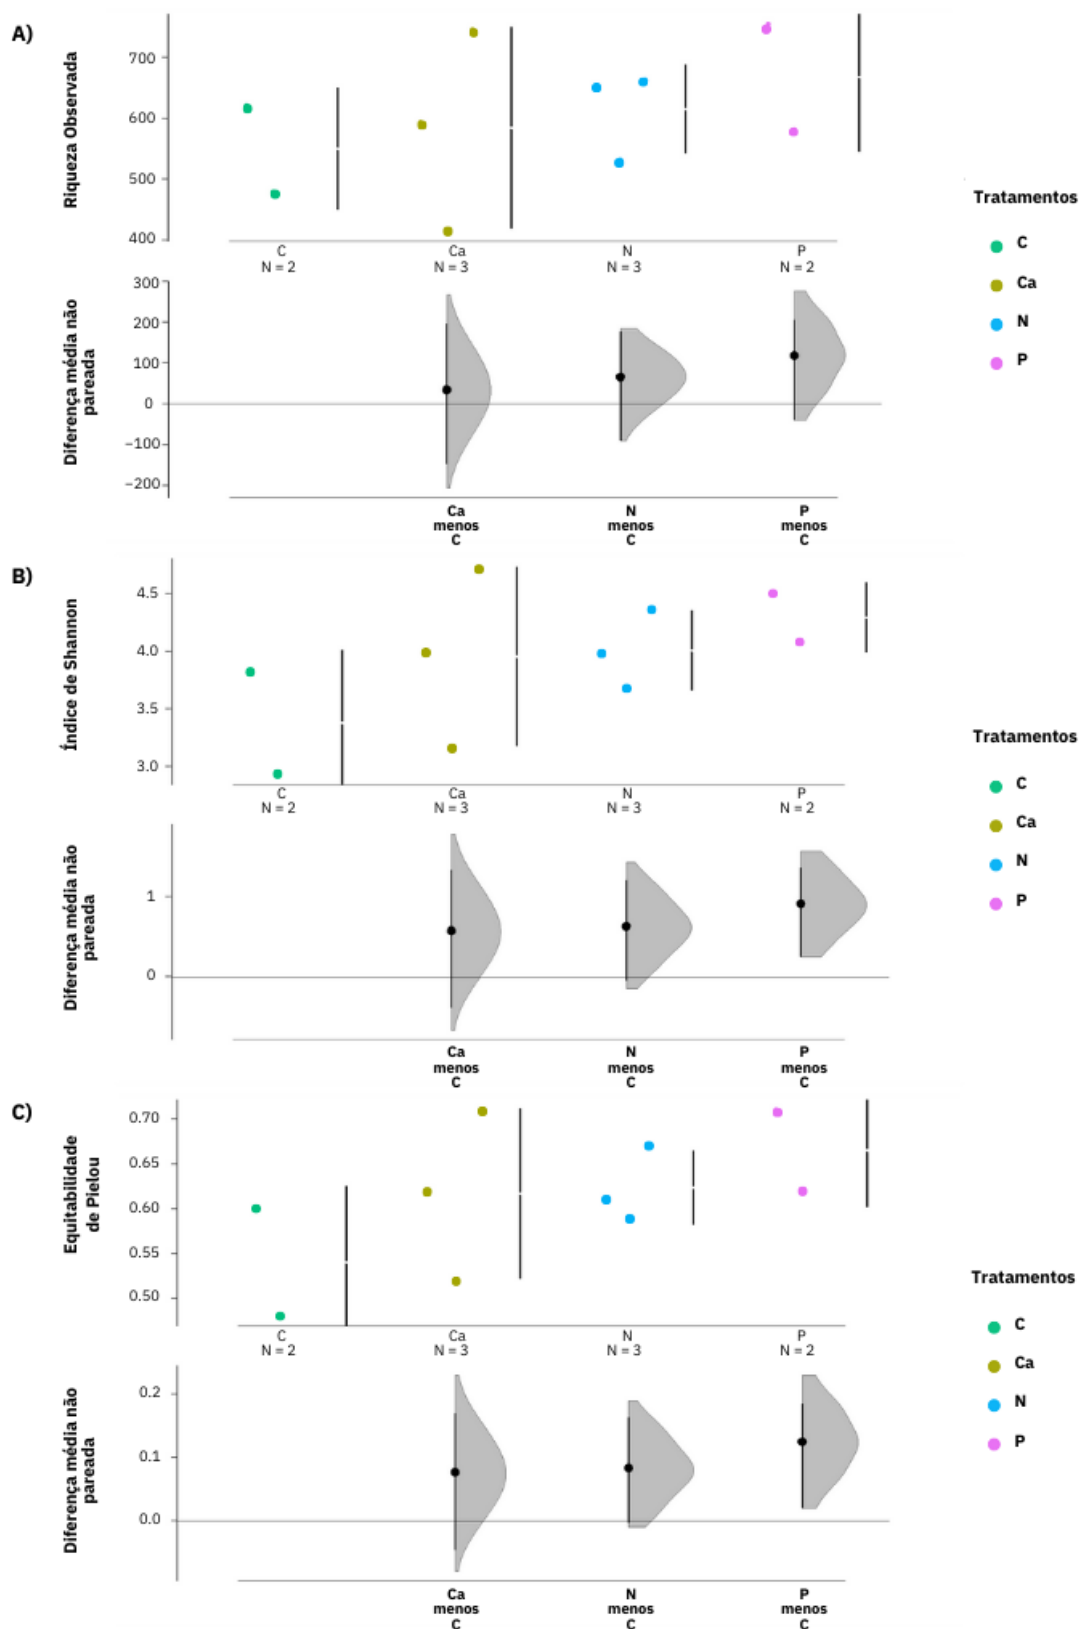 A)
Riqueza Observada
700
600
500
400
C
N = 2
Ca
N = 3
N
N = 3
P
N = 2
Diferença média não
pareada
300
200
100
0
−100
−200
Ca
menos
C
N
menos
C
P
menos
C
Tratamentos
C
Ca
N
P
B)
Índice de Shannon
4.5
4.0
3.5
3.0
C
N = 2
Ca
N = 3
N
N = 3
P
N = 2
Diferença média não
pareada
1
0
Ca
menos
C
N
menos
C
P
menos
C
Tratamentos
C
Ca
N
P
C)
Equitabilidade
de Pielou
0.70
0.65
0.60
0.55
0.50
C
N = 2
Ca
N = 3
N
N = 3
P
N = 2
Diferença média não
pareada
0.2
0.1
0.0
Ca
menos
C
N
menos
C
P
menos
C
Tratamentos
C
Ca
N
P